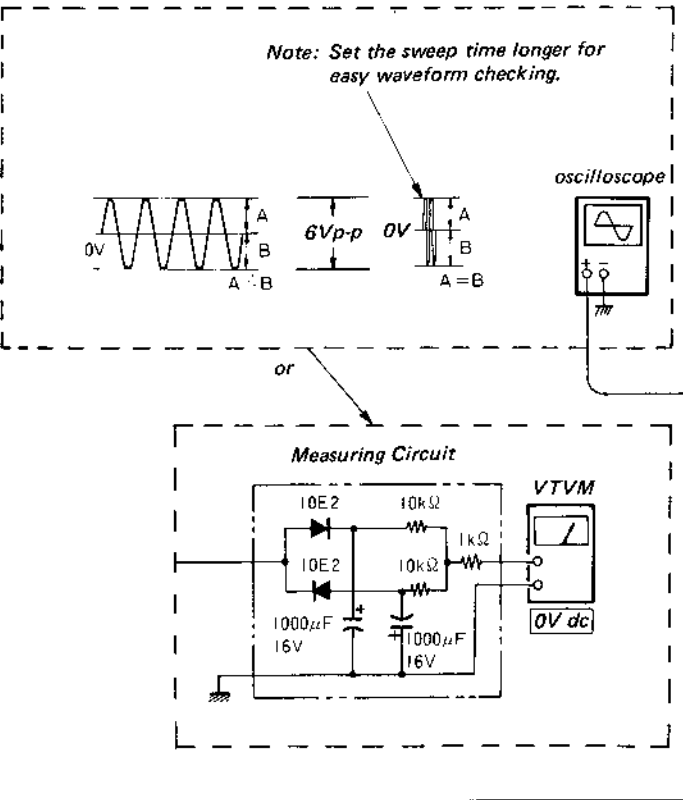 Note: Set the sweep time longer for
easy waveform checking.
oscilloscope
A
0V
B
A = B
6Vp-p
0V
A
B
A = B
+ −
or
Measuring Circuit
VTVM
10E2
10kΩ
1kΩ
10E2
10kΩ
+
1000μF
16V
+
1000μF
16V
0V dc